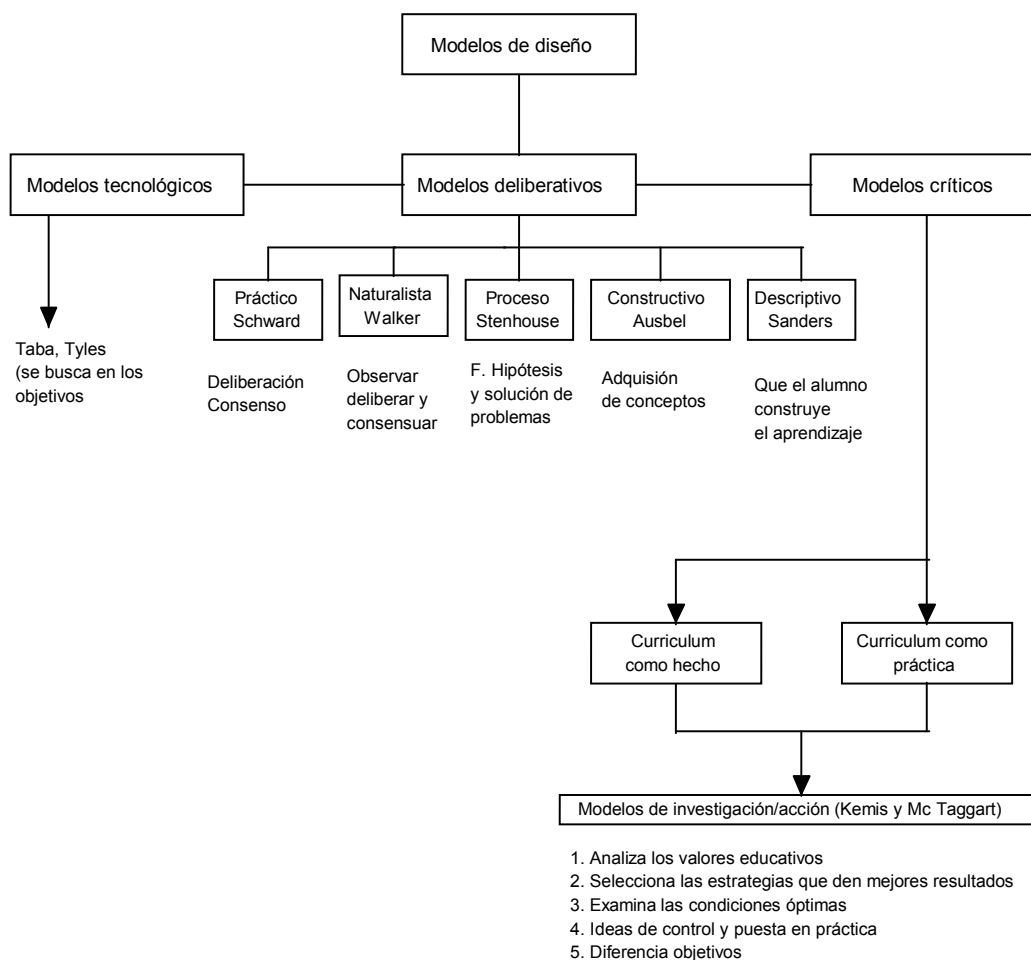 Modelos de diseño
Modelos tecnológicos
Modelos deliberativos
Modelos críticos
Práctico
Schward
Naturalista
Walker
Proceso
Stenhouse
Constructivo
Ausbel
Descriptivo
Sanders
Taba, Tyles
(se busca en los
objetivos
Deliberación
Consenso
Observar
deliberar y
consensuar
F. Hipótesis
y solución de
problemas
Adquisión
de conceptos
Que el alumno
construye
el aprendizaje
Curriculum
como hecho
Curriculum como
práctica
Modelos de investigación/acción (Kemis y Mc Taggart)
1. Analiza los valores educativos
2. Selecciona las estrategias que den mejores resultados
3. Examina las condiciones óptimas
4. Ideas de control y puesta en práctica
5. Diferencia objetivos